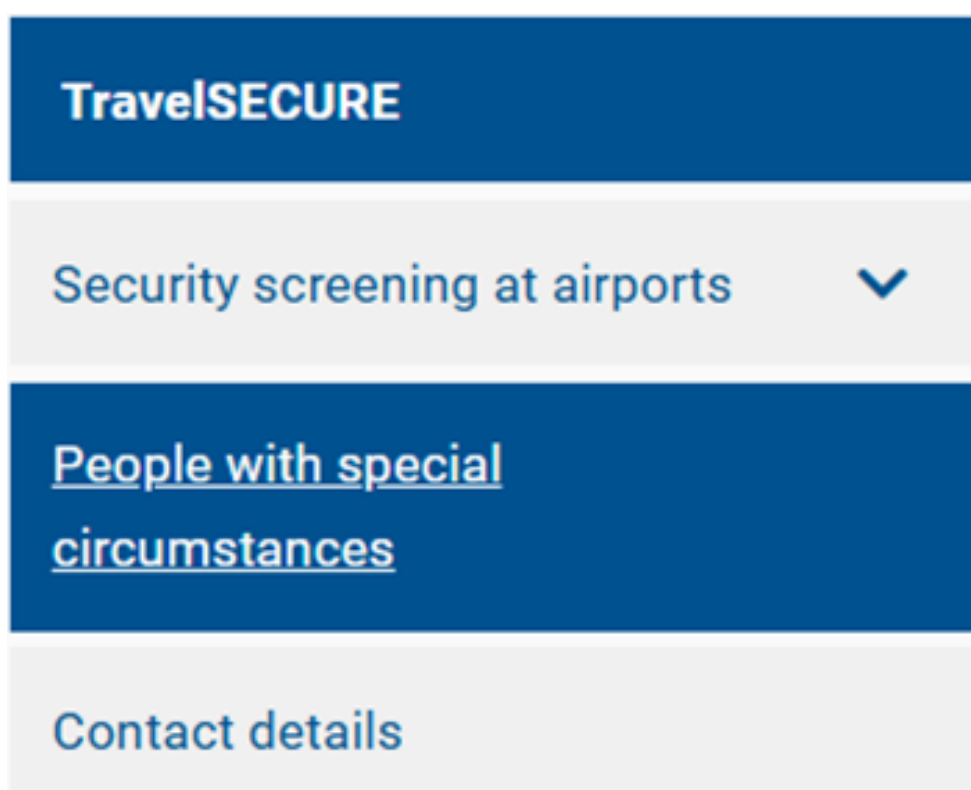 TravelSECURE
Security screening at airports
People with special
circumstances
Contact details